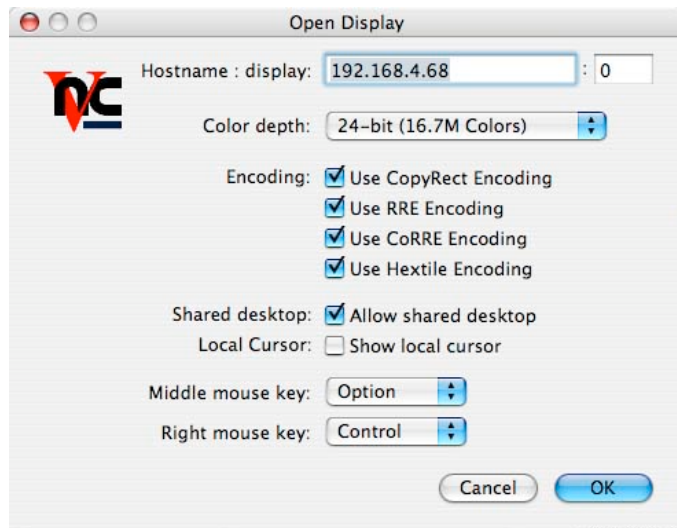 Open Display
VNC
Hostname : display: 192.168.4.68 : 0
Color depth: 24-bit (16.7M Colors)
Encoding: Use CopyRect Encoding
Use RRE Encoding
Use CoRRE Encoding
Use Hextile Encoding
Shared desktop: Allow shared desktop
Local Cursor: Show local cursor
Middle mouse key: Option
Right mouse key: Control
Cancel OK